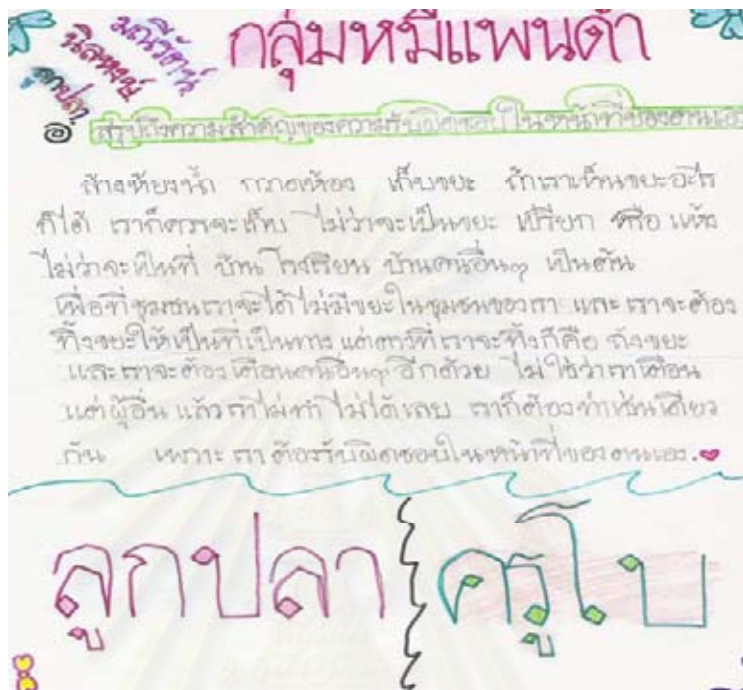 มณีรัตน์
นิลหงษ์
ลูกปลา
กลุ่มหมีแพนด้า
๑ สรุปถึงความสำคัญของความรับผิดชอบในหน้าที่ของตนเอง
ล้างห้องน้ำ กวาดห้อง เก็บขยะ ถ้าเราเห็นขยะอะไร
ก็ได้ เราก็ควรจะเก็บ ไม่ว่าจะเป็นขยะ เปียก หรือ แห้ง
ไม่ว่าจะเป็นที่ บ้าน โรงเรียน บ้านคนอื่นๆ เป็นต้น
เพื่อที่ชุมชนเราจะได้ไม่มีขยะในชุมชนของเรา และเราจะต้อง
ทิ้งขยะให้เป็นที่เป็นทาง แต่ทางที่เราจะทิ้งก็คือ ถังขยะ
และเราจะต้องเตือนคนอื่นๆ อีกด้วย ไม่ใช่ว่าเราเตือน
แต่ผู้อื่น แล้วเราไม่ทำ ไม่ได้เลย เราก็ต้องทำเช่นเดียว
กัน เพราะ เราต้องรับผิดชอบในหน้าที่ของตนเอง.
ลูกปลา
ครูโบ